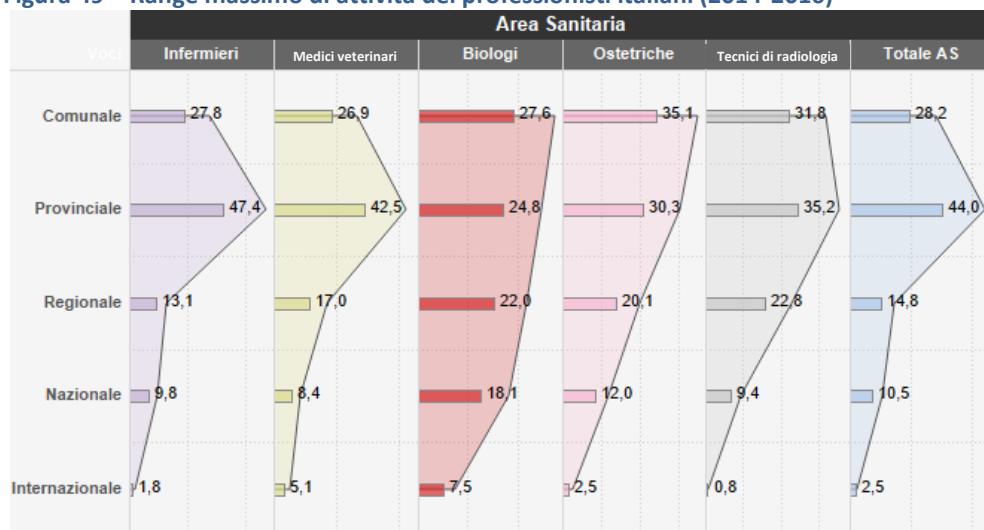 Figura 49 – Range massimo di attività dei professionisti italiani (2014-2016)
Area Sanitaria
Voci Infermieri Medici veterinari Biologi Ostetriche Tecnici di radiologia Totale AS
Comunale 27,8 26,9 27,6 35,1 31,8 28,2
Provinciale 47,4 42,5 24,8 30,3 35,2 44,0
Regionale 13,1 17,0 22,0 20,1 22,8 14,8
Nazionale 9,8 8,4 18,1 12,0 9,4 10,5
Internazionale 1,8 5,1 7,5 2,5 0,8 2,5